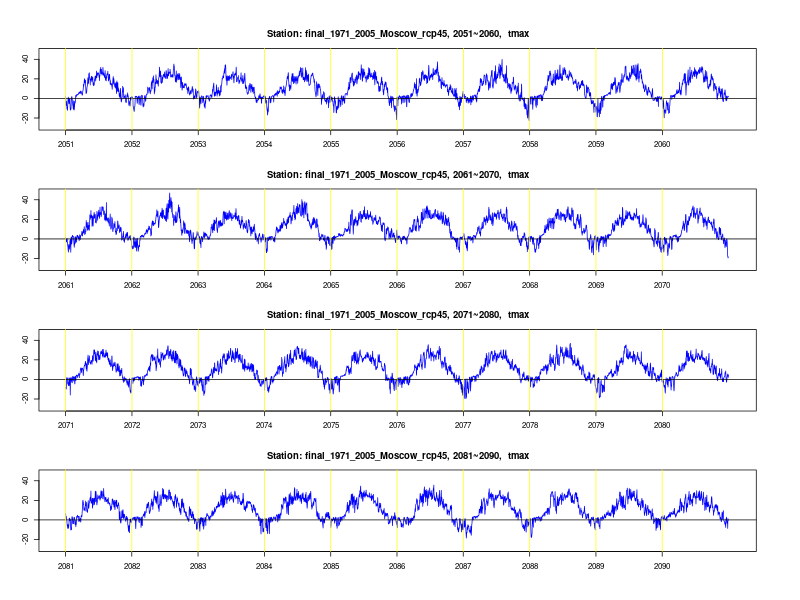 Station: final_1971_2005_Moscow_rcp45, 2051~2060, tmax
40
20
0
-20
2051 2052 2053 2054 2055 2056 2057 2058 2059 2060
Station: final_1971_2005_Moscow_rcp45, 2061~2070, tmax
40
20
0
-20
2061 2062 2063 2064 2065 2066 2067 2068 2069 2070
Station: final_1971_2005_Moscow_rcp45, 2071~2080, tmax
40
20
0
-20
2071 2072 2073 2074 2075 2076 2077 2078 2079 2080
Station: final_1971_2005_Moscow_rcp45, 2081~2090, tmax
40
20
0
-20
2081 2082 2083 2084 2085 2086 2087 2088 2089 2090